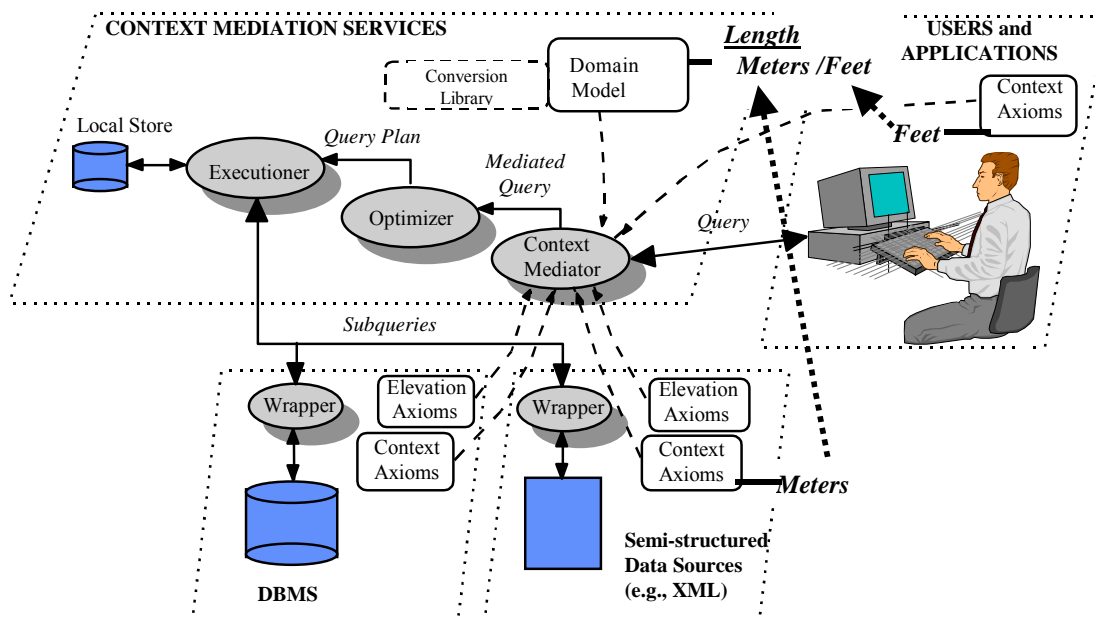 CONTEXT MEDIATION SERVICES
Length
Meters /Feet
USERS and
APPLICATIONS
Conversion
Library
Domain
Model
Context
Axioms
Feet
Local Store
Query Plan
Executioner
Mediated
Query
Optimizer
Context
Mediator
Query
Subqueries
Wrapper
Elevation
Axioms
Context
Axioms
Wrapper
Elevation
Axioms
Context
Axioms
Meters
DBMS
Semi-structured
Data Sources
(e.g., XML)